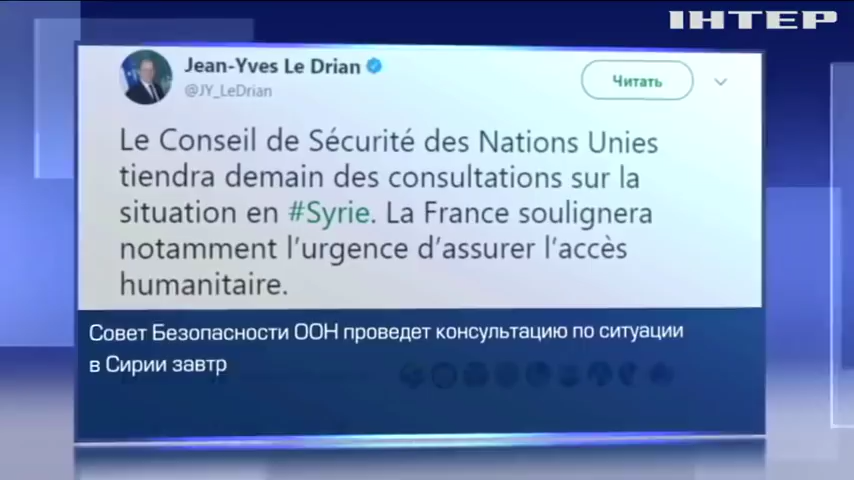 ІНТЕР
Jean-Yves Le Drian
@JY_LeDrian
Читать
Le Conseil de Sécurité des Nations Unies
tiendra demain des consultations sur la
situation en #Syrie. La France soulignera
notamment l'urgence d'assurer l'accès
humanitaire.
Совет Безопасности ООН проведет консультацию по ситуации
в Сирии завтр